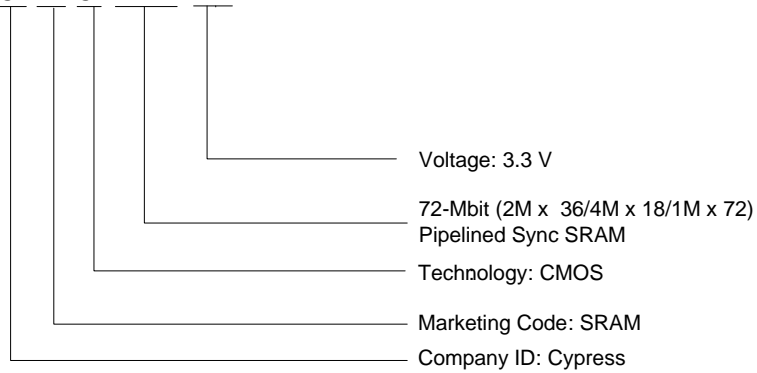 Voltage: 3.3 V
72-Mbit (2M x 36/4M x 18/1M x 72)
Pipelined Sync SRAM
Technology: CMOS
Marketing Code: SRAM
Company ID: Cypress